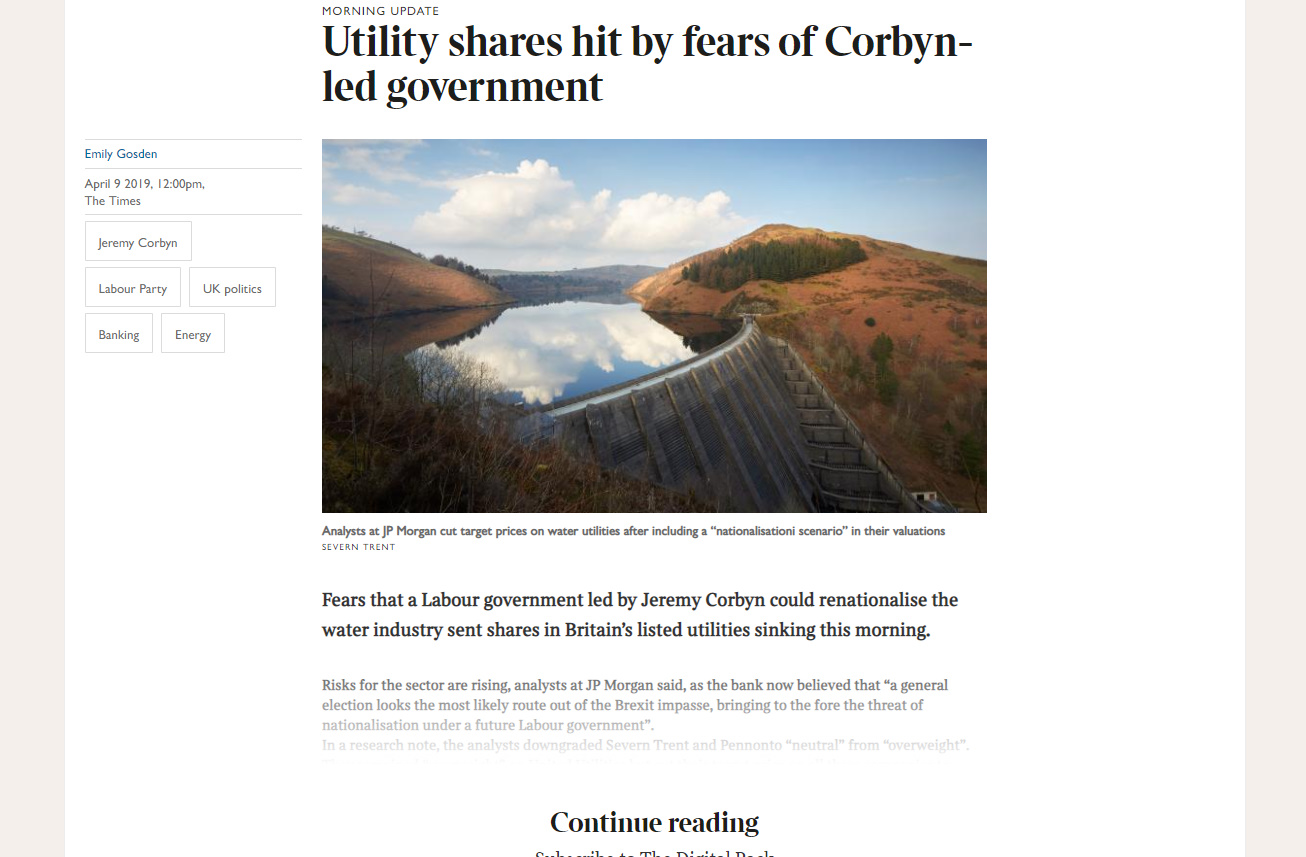 MORNING UPDATE
Utility shares hit by fears of Corbyn-
led government
Emily Gosden
April 9 2019, 12:00pm,
The Times
Jeremy Corbyn
Labour Party
UK politics
Banking
Energy
Analysts at JP Morgan cut target prices on water utilities after including a “nationalisationi scenario” in their valuations
SEVERN TRENT
Fears that a Labour government led by Jeremy Corbyn could renationalise the
water industry sent shares in Britain’s listed utilities sinking this morning.
Risks for the sector are rising, analysts at JP Morgan said, as the bank now believed that “a general
election looks the most likely route out of the Brexit impasse, bringing to the fore the threat of
nationalisation under a future Labour government”.
In a research note, the analysts downgraded Severn Trent and Pennonto “neutral” from “overweight”.
Continue reading
Subscribe to The Digital Pack